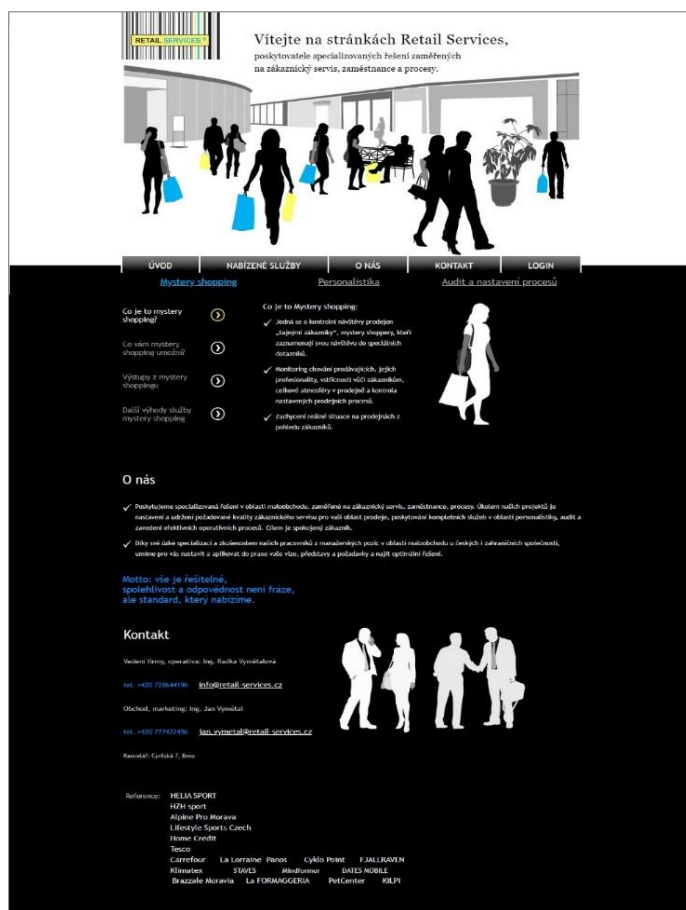 RETAIL SERVICES
Vítejte na stránkách Retail Services,
poskytovatele specializovaných řešení zaměřených
na zákaznický servis, zaměstnance a procesy.
ÚVOD NABÍZENÉ SLUŽBY O NÁS KONTAKT LOGIN
Mystery shopping Personalistika Audit a nastavení procesů
Co je to mystery
shopping?
Co vám mystery
shopping umožní?
Výstupy z mystery
shoppingu
Další výhody služby
mystery shopping
Co je to Mystery shopping:
Jedná se o kontrolní návštěvy prodejem
„tajnými zákazníky“, mystery shoppery, kteří
zaznamenají svou návštěvu do speciálních
dotazníků.
Monitoring chování prodávajících, jejich
profesionality, vstřícnosti vůči zákazníkům,
celkové atmosféry v prodejně a kontrola
nastavených prodejních procesů.
Zachycení reálné situace na prodejnách z
pohledu zákazníků.
O nás
Poskytujeme specializovaná řešení v oblasti maloobchodu, zaměřené na zákaznický servis, zaměstnance, procesy. Úkolem našich projektů je
nastavení a udržení požadované kvality zákaznického servisu pro vaši oblast prodeje, poskytování kompletních služeb v oblasti personalistiky, audit a
zavedení efektivních operativních procesů. Cílem je spokojený zákazník.
Díky své úzké specializaci a zkušenostem našich pracovníků z manažerských pozic v oblasti maloobchodu u českých i zahraničních společností,
umíme pro vás nastavit a aplikovat do praxe vaše vize, představy a požadavky a najít optimální řešení.
Motto: vše je řešitelné,
spolehlivost a odpovědnost není fráze,
ale standard, který nabízíme.
Kontakt
Vedení firmy, operativa: Ing. Radka Vymětalová
tel. +420 728644196 info@retail-services.cz
Obchod, marketing: Ing. Jan Vymětal
tel. +420 777422456 jan.vymetal@retail-services.cz
Kancelář: Cyrilská 7, Brno
Reference: HELIA SPORT
HZH sport
Alpine Pro Morava
Lifestyle Sports Czech
Home Credit
Tesco
Carrefour La Lorraine Panos Cyklo Point FJALLRAVEN
Klimatex STAVES Mindformor DATES MOBILE
Brazzale Moravia La FORMAGGERIA PetCenter KILPI